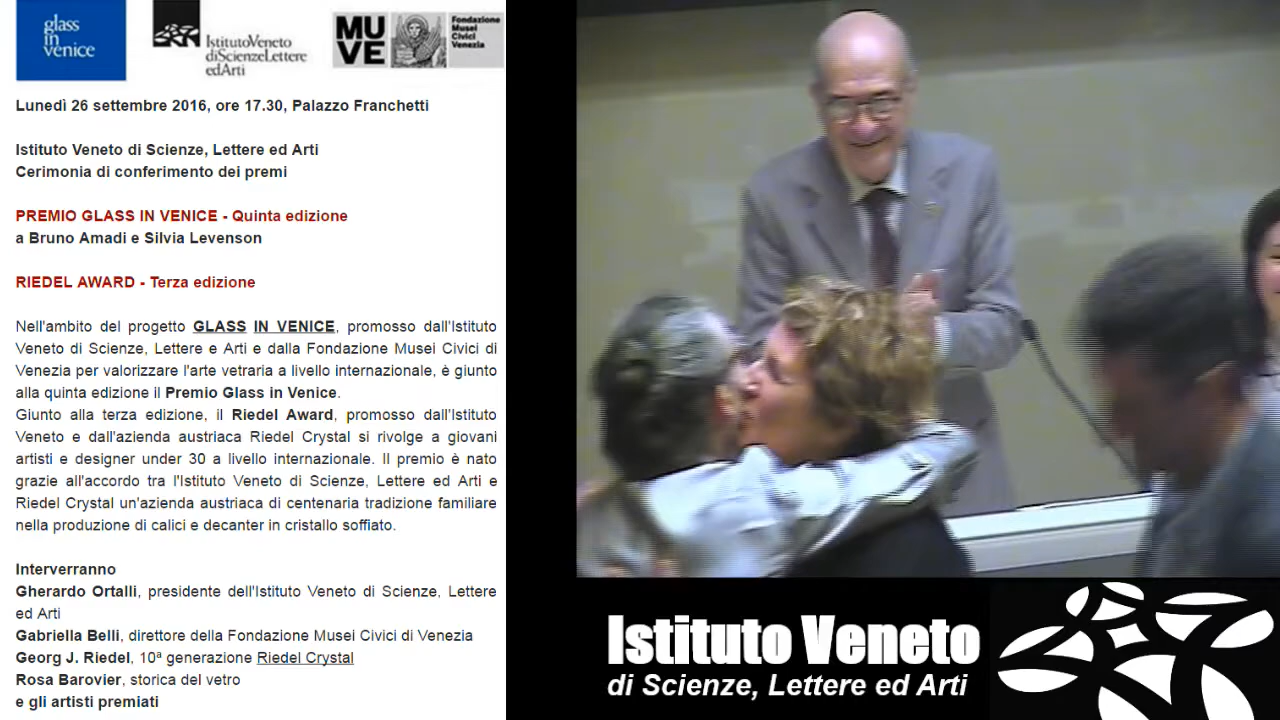 glass
in
venice
IstitutoVeneto
diScienzeLettere
edArti
MU
VE
Fondazione
Musei
Civici
Venezia
Lunedì 26 settembre 2016, ore 17.30, Palazzo Franchetti
Istituto Veneto di Scienze, Lettere ed Arti
Cerimonia di conferimento dei premi
PREMIO GLASS IN VENICE - Quinta edizione
a Bruno Amadi e Silvia Levenson
RIEDEL AWARD - Terza edizione
Nell'ambito del progetto GLASS IN VENICE, promosso dall'Istituto
Veneto di Scienze, Lettere e Arti e dalla Fondazione Musei Civici di
Venezia per valorizzare l'arte vetraria a livello internazionale, è giunto
alla quinta edizione il Premio Glass in Venice.
Giunto alla terza edizione, il Riedel Award, promosso dall'Istituto
Veneto e dall'azienda austriaca Riedel Crystal si rivolge a giovani
artisti e designer under 30 a livello internazionale. Il premio è nato
grazie all'accordo tra l'Istituto Veneto di Scienze, Lettere ed Arti e
Riedel Crystal un'azienda austriaca di centenaria tradizione familiare
nella produzione di calici e decanter in cristallo soffiato.
Interverranno
Gherardo Ortalli, presidente dell'Istituto Veneto di Scienze, Lettere
ed Arti
Gabriella Belli, direttore della Fondazione Musei Civici di Venezia
Georg J. Riedel, 10ª generazione Riedel Crystal
Rosa Barovier, storica del vetro
e gli artisti premiati
Istituto Veneto
di Scienze, Lettere ed Arti